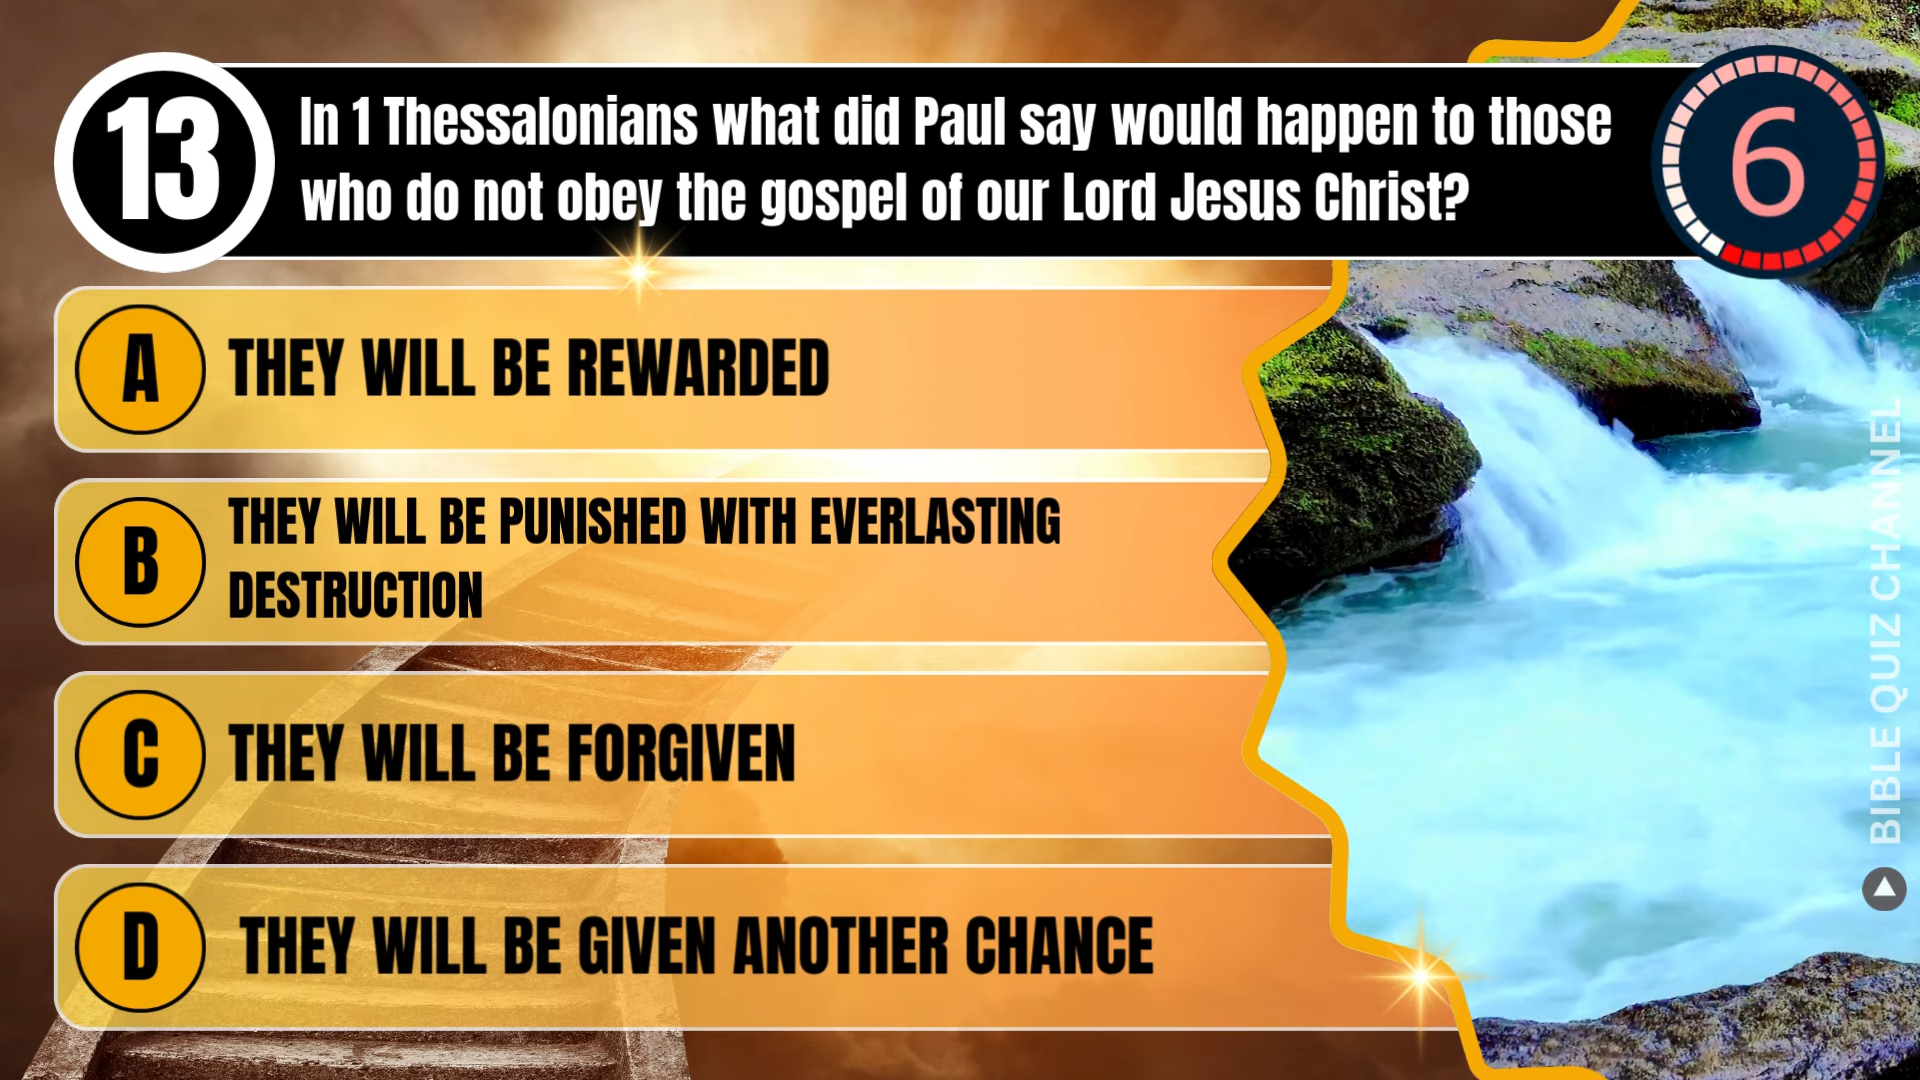 13
In 1 Thessalonians what did Paul say would happen to those
who do not obey the gospel of our Lord Jesus Christ?
6
A
THEY WILL BE REWARDED
B
THEY WILL BE PUNISHED WITH EVERLASTING
DESTRUCTION
C
THEY WILL BE FORGIVEN
D
THEY WILL BE GIVEN ANOTHER CHANCE
BIBLE QUIZ CHANNEL